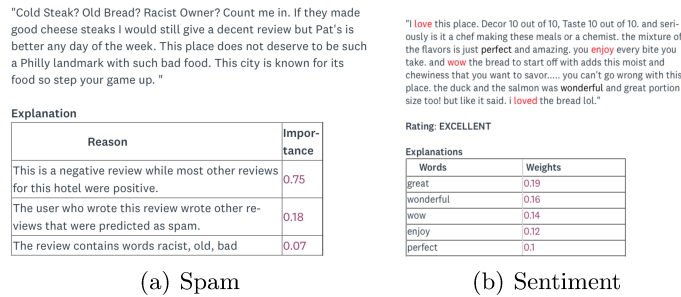 "Cold Steak? Old Bread? Racist Owner? Count me in. If they made
good cheese steaks I would still give a decent review but Pat's is
better any day of the week. This place does not deserve to be such
a Philly landmark with such bad food. This city is known for its
food so step your game up. "
Explanation
Reason
Impor-
tance
This is a negative review while most other reviews
for this hotel were positive.
0.75
The user who wrote this review wrote other re-
views that were predicted as spam.
0.18
The review contains words racist, old, bad
0.07
(a) Spam
"I love this place. Decor 10 out of 10, Taste 10 out of 10. and seri-
ously is it a chef making these meals or a chemist. the mixture of
the flavors is just perfect and amazing. you enjoy every bite you
take. and wow the bread to start off with adds this moist and
chewiness that you want to savor..... you can't go wrong with this
place. the duck and the salmon was wonderful and great portion
size too! but like it said. i loved the bread lol."
Rating: EXCELLENT
Explanations
Words Weights
great 0.19
wonderful 0.16
wow 0.14
enjoy 0.12
perfect 0.1
(b) Sentiment